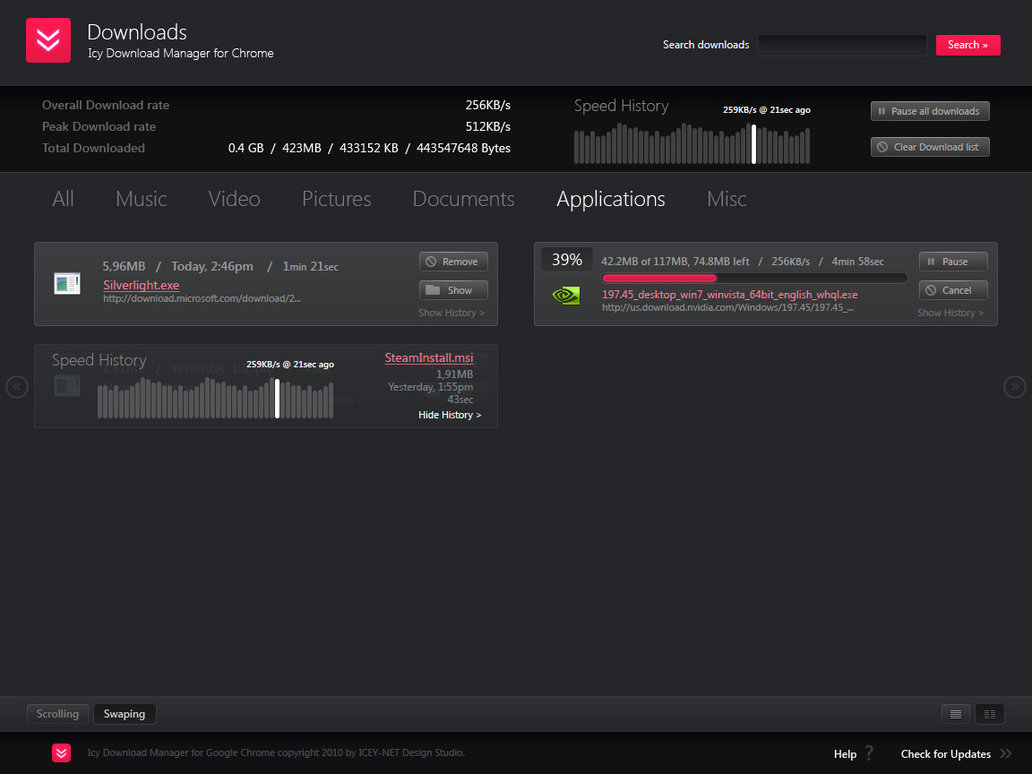 Downloads
Icy Download Manager for Chrome
Search downloads
Search »
Overall Download rate 256KB/s
Peak Download rate 512KB/s
Total Downloaded 0.4 GB / 423MB / 433152 KB / 443547648 Bytes
Speed History 259KB/s @ 21sec ago
Pause all downloads
Clear Download list
All Music Video Pictures Documents Applications Misc
5,96MB / Today, 2:46pm / 1min 21sec
Silverlight.exe
http://download.microsoft.com/download/2...
Remove
Show
Show History >
39% 42.2MB of 117MB, 74.8MB left / 256KB/s / 4min 58sec
197.45_desktop_win7_winvista_64bit_english_whql.exe
http://us.download.nvidia.com/Windows/197.45/197.45_...
Pause
Cancel
Show History >
Speed History 259KB/s @ 21sec ago
SteamInstall.msi
1,91MB
Yesterday, 1:55pm
43sec
Hide History >
Scrolling Swaping
Icy Download Manager for Google Chrome copyright 2010 by ICEY-NET Design Studio.
Help ? Check for Updates »